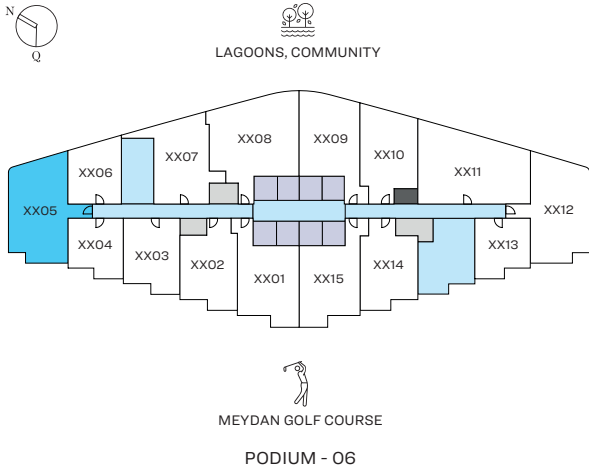 N
Q
LAGOONS, COMMUNITY
XX08
XX09
XX07
XX10
XX06
XX11
XX05
XX12
XX04
XX03
XX02
XX01
XX15
XX14
XX13
MEYDAN GOLF COURSE
PODIUM - 06